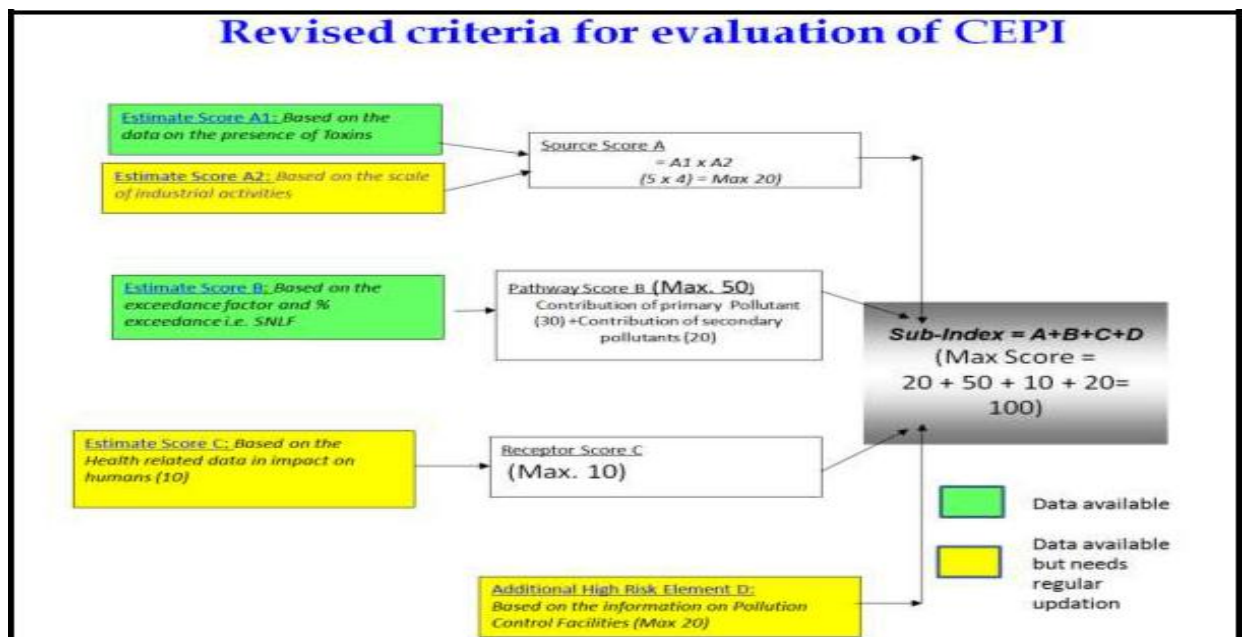 Revised criteria for evaluation of CEPI
Estimate Score A1: Based on the
data on the presence of Toxins
Estimate Score A2: Based on the scale
of industrial activities
Source Score A
= A1 x A2
(5 x 4) = Max 20)
Estimate Score B: Based on the
exceedance factor and %
exceedance i.e. SNLF
Pathway Score B (Max. 50)
Contribution of primary Pollutant
(30) +Contribution of secondary
pollutants (20)
Sub-Index = A+B+C+D
(Max Score =
20 + 50 + 10 + 20=
100)
Estimate Score C: Based on the
Health related data in impact on
humans (10)
Receptor Score C
(Max. 10)
Data available
Data available
but needs
regular
updation
Additional High Risk Element D:
Based on the information on Pollution
Control Facilities (Max 20)